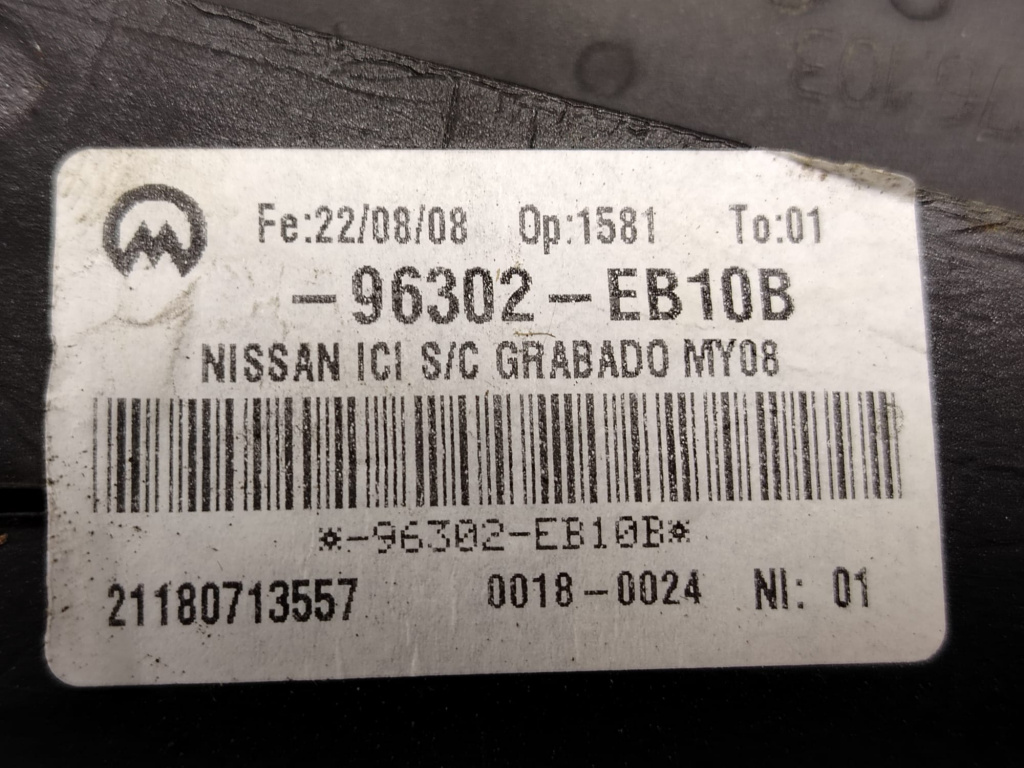 Fe:22/08/08 Op:1581 To:01
-96302-EB10B
NISSAN ICI S/C GRABADO MY08
*-96302-EB10B*
21180713557 0018-0024 NI: 01